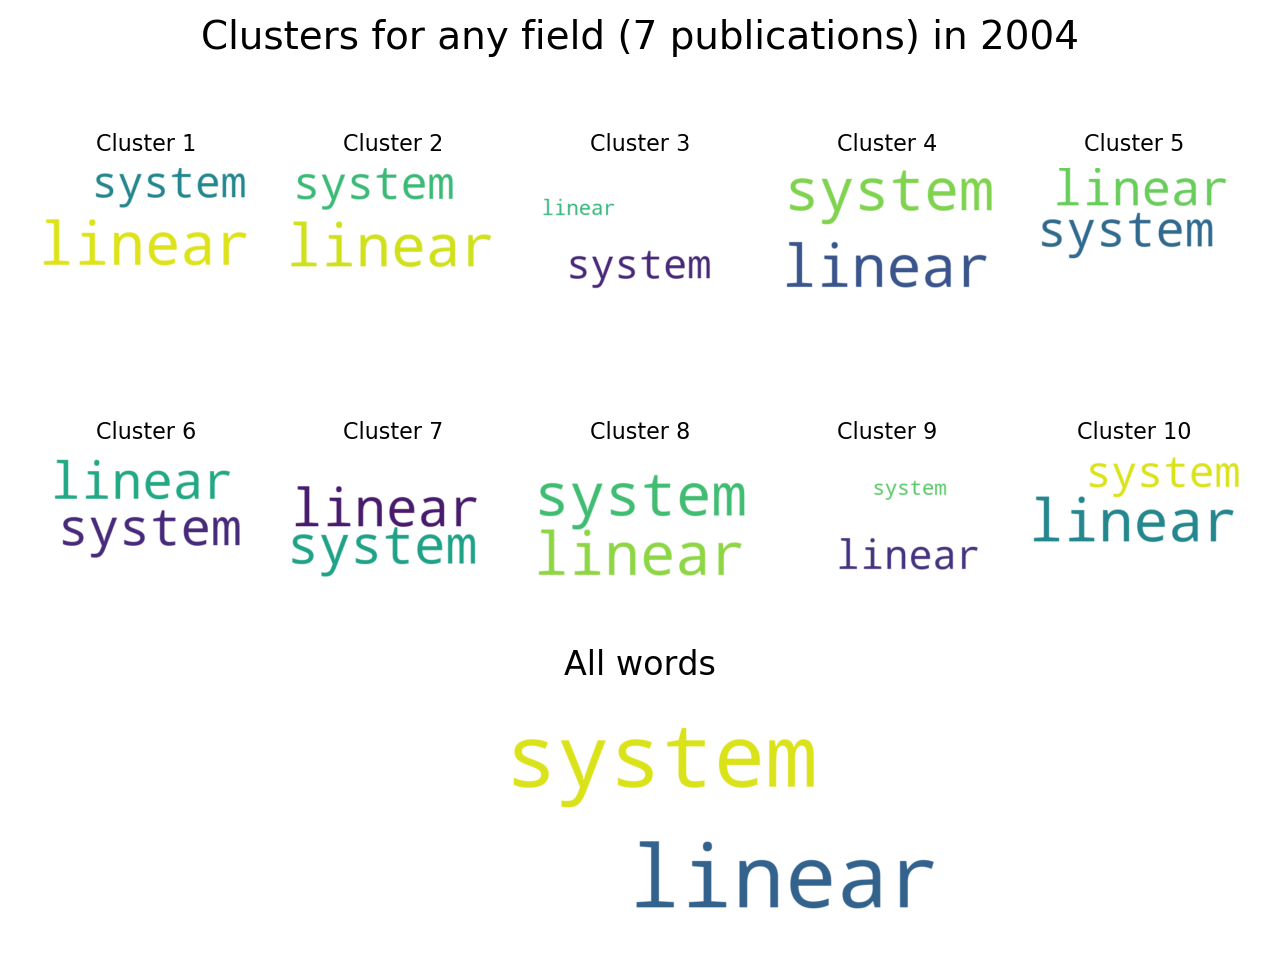 Clusters for any field (7 publications) in 2004
Cluster 1
system
linear
Cluster 2
system
linear
Cluster 3
linear
system
Cluster 4
system
linear
Cluster 5
linear
system
Cluster 6
linear
system
Cluster 7
linear
system
Cluster 8
system
linear
Cluster 9
system
linear
Cluster 10
system
linear
All words
system
linear